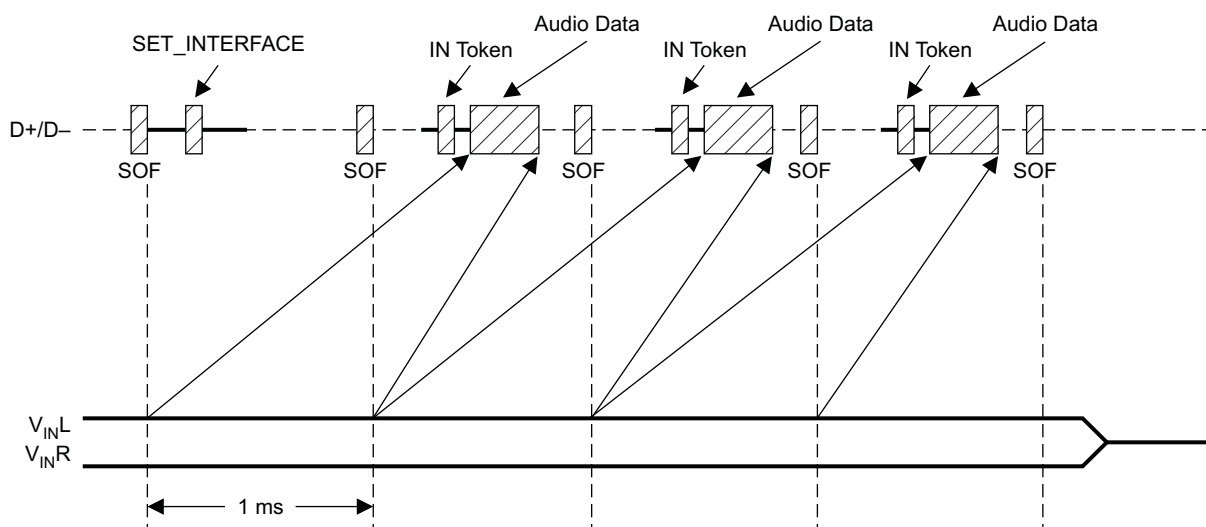 Audio Data
Audio Data
Audio Data
SET_INTERFACE
IN Token
IN Token
IN Token
D+/D–
SOF
SOF
SOF
SOF
SOF
VINL
VINR
1 ms